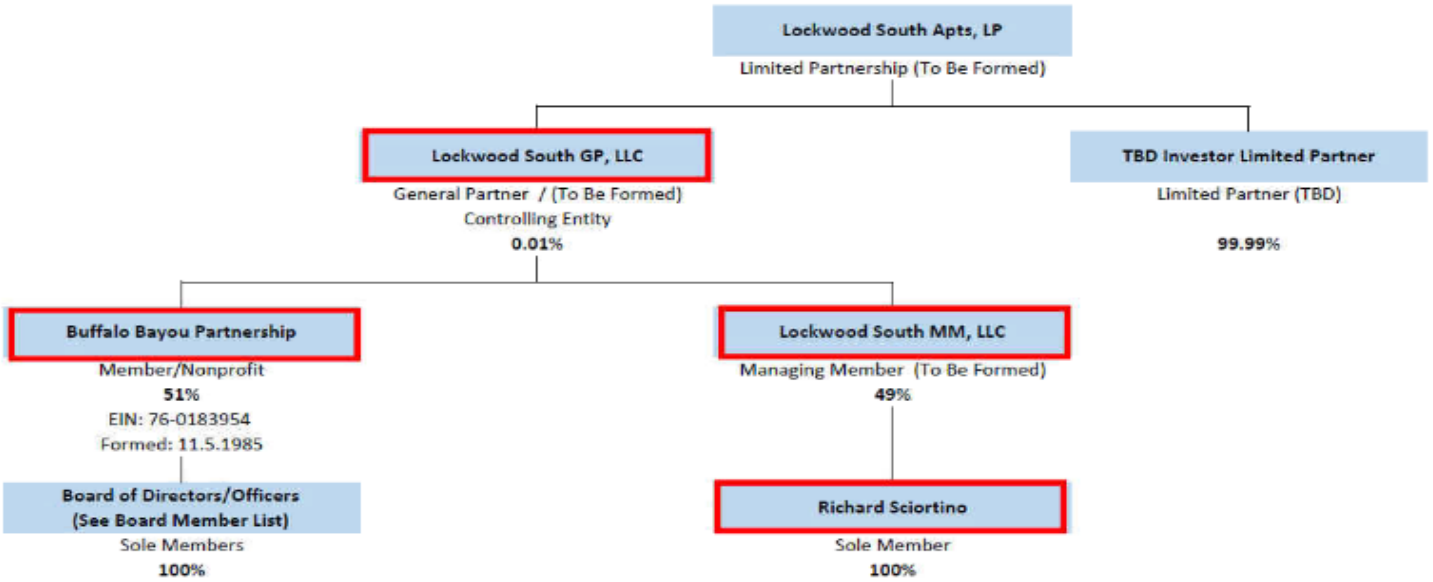 Lockwood South Apts, LP
Limited Partnership (To Be Formed)
Lockwood South GP, LLC
General Partner / (To Be Formed)
Controlling Entity
0.01%
TBD Investor Limited Partner
Limited Partner (TBD)
99.99%
Buffalo Bayou Partnership
Member/Nonprofit
51%
EIN: 76-0183954
Formed: 11.5.1985
Lockwood South MM, LLC
Managing Member (To Be Formed)
49%
Board of Directors/Officers
(See Board Member List)
Sole Members
100%
Richard Sciortino
Sole Member
100%